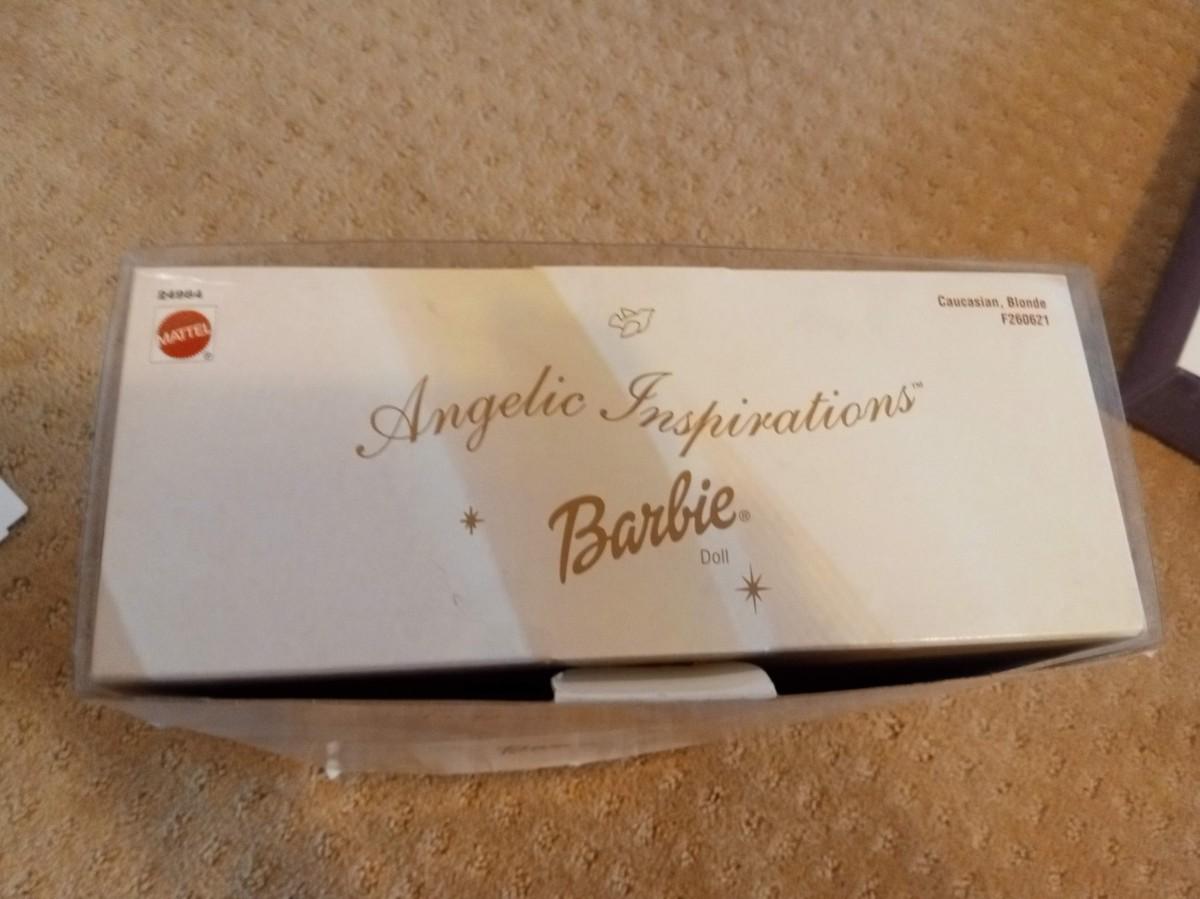 24984
MATTEL®
Caucasian, Blonde
F260621
Angelic Inspirations™
Barbie®
Doll